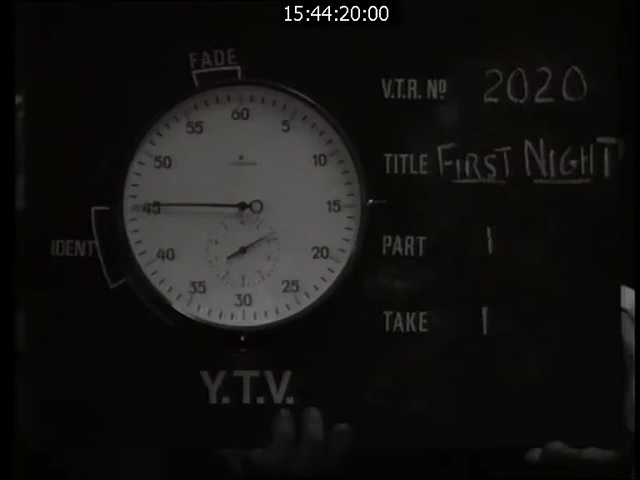 15:44:20:00
FADE
V.T.R. Nº 2020
60
55 5
50 10
TITLE FIRST NIGHT
45 15
IDENT
PART 1
40 20
35 25
30
TAKE 1
Y.T.V.